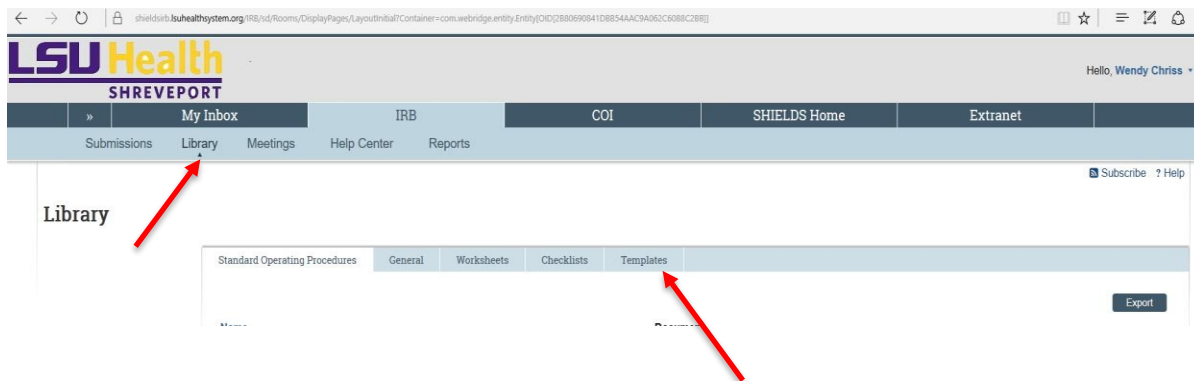 shieldsirb.lsuhealthsystem.org/IRB/sd/Rooms/DisplayPages/LayoutInitial?Container=com.webridge.entity.Entity[OID[2B80690841D8B54AAC9A062C6088C2BB]]
LSU Health
SHREVEPORT
Hello, Wendy Chriss
» My Inbox IRB COI SHIELDS Home Extranet
Submissions Library Meetings Help Center Reports
Subscribe ? Help
Library
Standard Operating Procedures General Worksheets Checklists Templates
Export